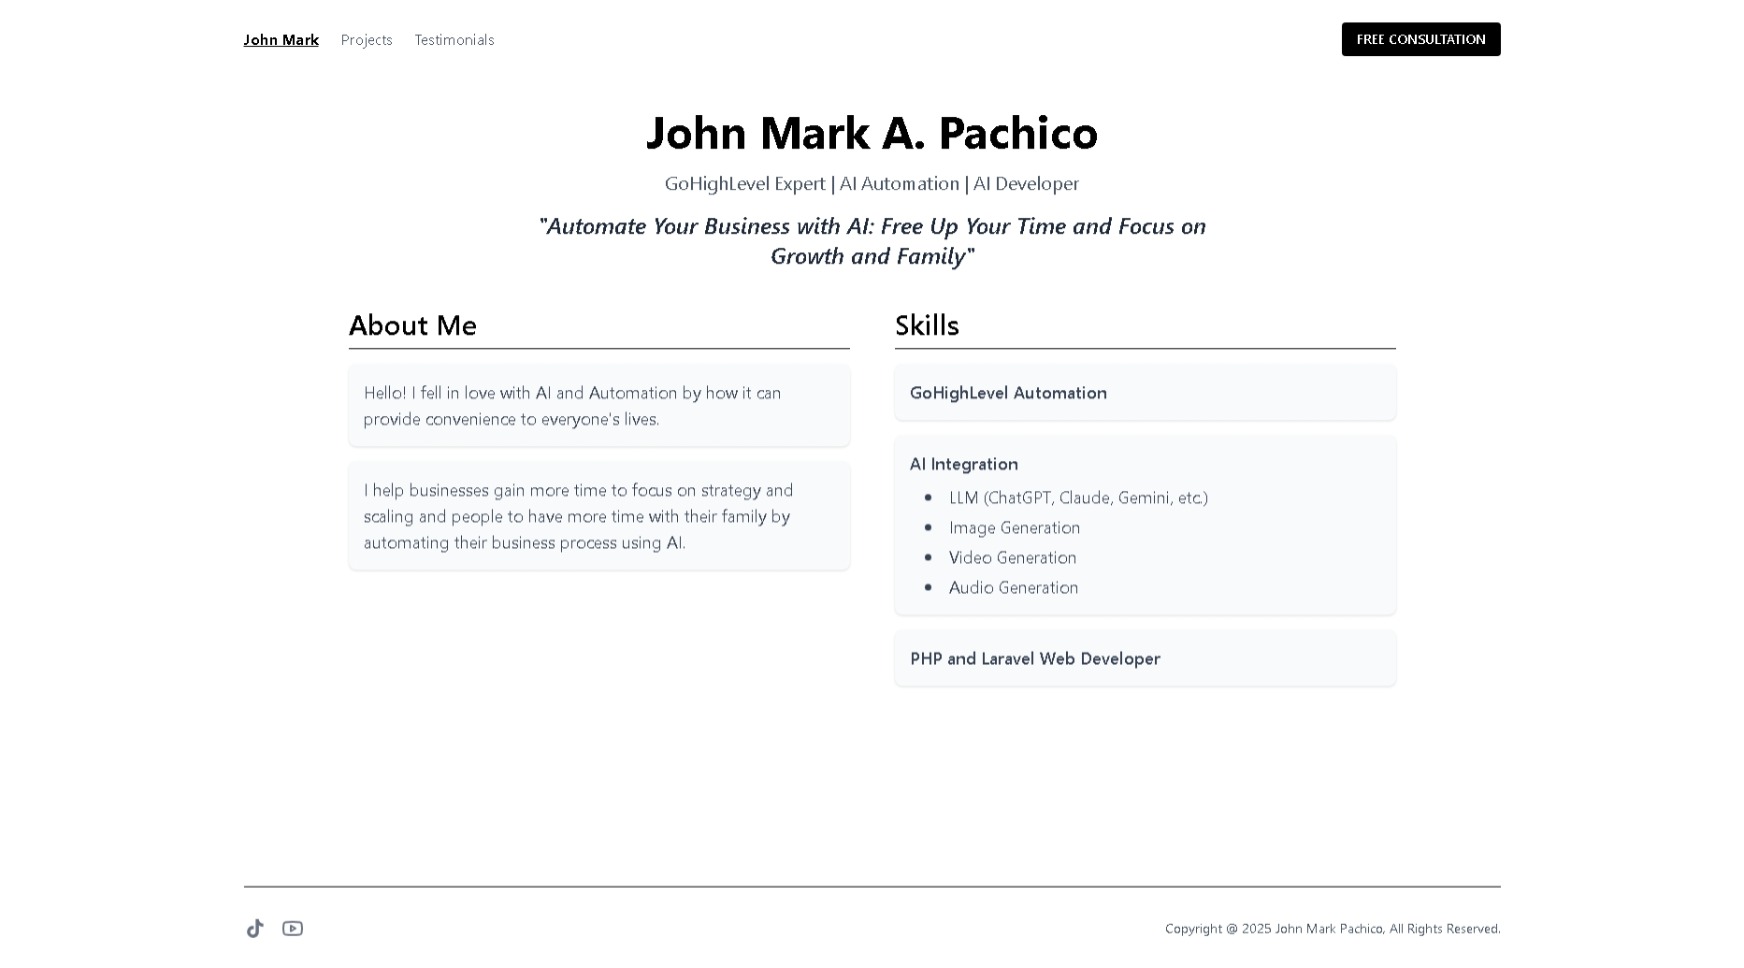 John Mark
Projects
Testimonials
FREE CONSULTATION
John Mark A. Pachico
GoHighLevel Expert | AI Automation | AI Developer
"Automate Your Business with AI: Free Up Your Time and Focus on
Growth and Family"
About Me
Hello! I fell in love with AI and Automation by how it can
provide convenience to everyone's lives.
I help businesses gain more time to focus on strategy and
scaling and people to have more time with their family by
automating their business process using AI.
Skills
GoHighLevel Automation
AI Integration
• LLM (ChatGPT, Claude, Gemini, etc.)
• Image Generation
• Video Generation
• Audio Generation
PHP and Laravel Web Developer
Copyright @ 2025 John Mark Pachico, All Rights Reserved.